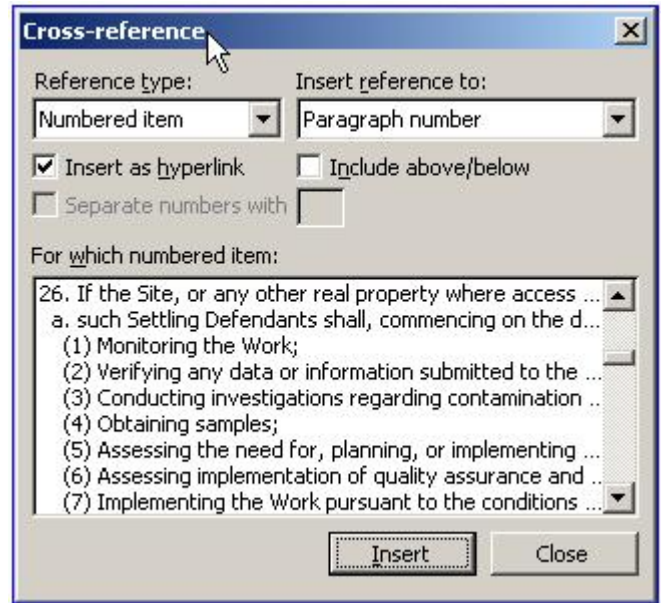 Cross-reference
Reference type: Insert reference to:
Numbered item Paragraph number
Insert as hyperlink Include above/below
Separate numbers with
For which numbered item:
26. If the Site, or any other real property where access ...
a. such Settling Defendants shall, commencing on the d...
(1) Monitoring the Work;
(2) Verifying any data or information submitted to the ...
(3) Conducting investigations regarding contamination ...
(4) Obtaining samples;
(5) Assessing the need for, planning, or implementing ...
(6) Assessing implementation of quality assurance and ...
(7) Implementing the Work pursuant to the conditions ...
Insert Close